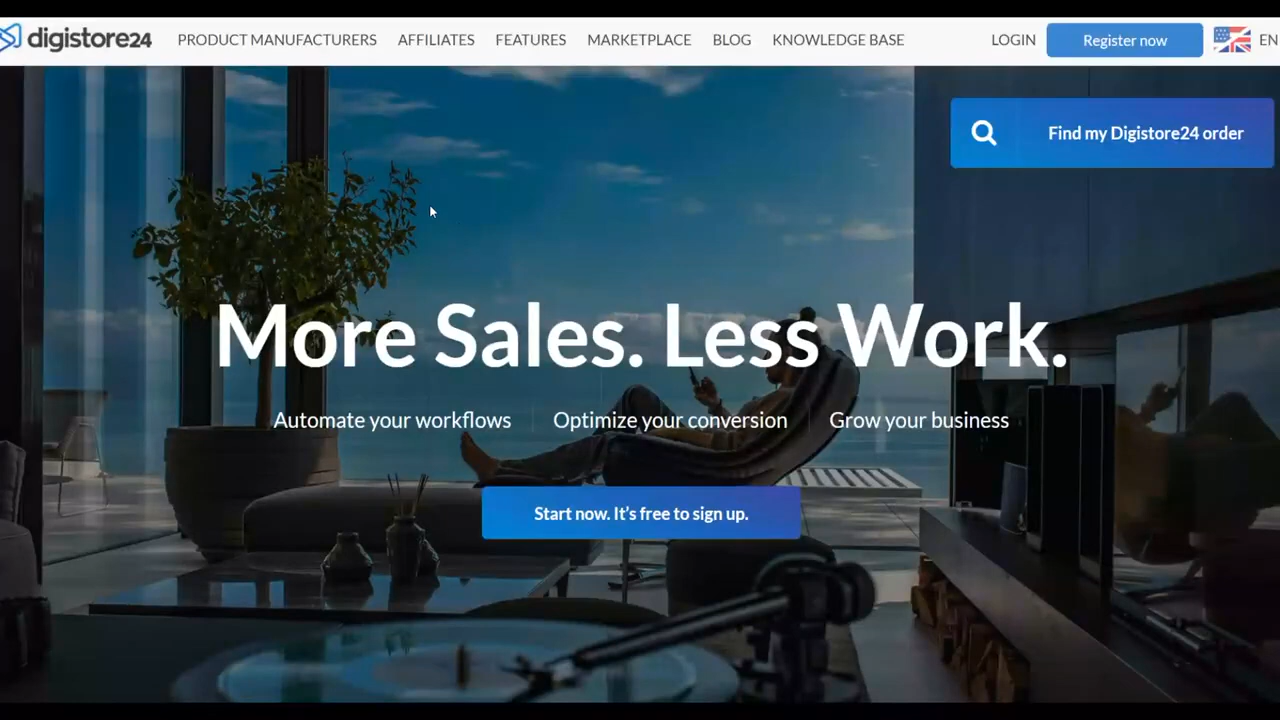 digistore24 PRODUCT MANUFACTURERS AFFILIATES FEATURES MARKETPLACE BLOG KNOWLEDGE BASE LOGIN Register now EN
Find my Digistore24 order
More Sales. Less Work.
Automate your workflows Optimize your conversion Grow your business
Start now. It's free to sign up.